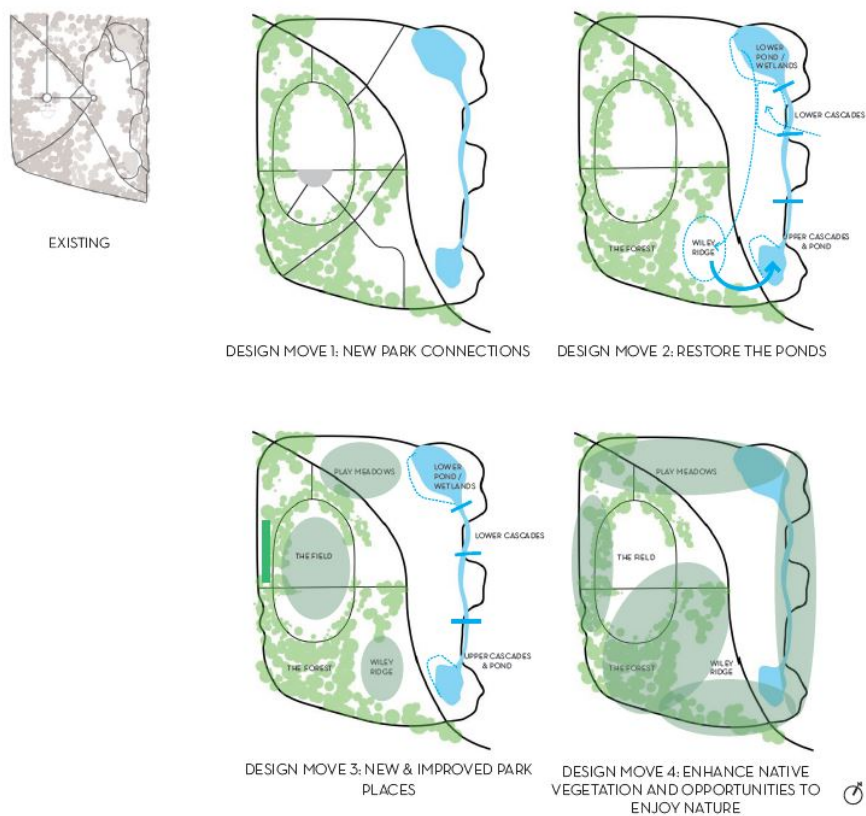 EXISTING
DESIGN MOVE 1: NEW PARK CONNECTIONS
LOWER
POND /
WETLANDS
LOWER CASCADES
THE FOREST
WILEY
RIDGE
UPPER CASCADES
& POND
DESIGN MOVE 2: RESTORE THE PONDS
PLAY MEADOWS
LOWER
POND /
WETLANDS
LOWER CASCADES
THE FIELD
THE FOREST
WILEY
RIDGE
UPPER CASCADES
& POND
DESIGN MOVE 3: NEW & IMPROVED PARK
PLACES
PLAY MEADOWS
THE FIELD
THE FOREST
WILEY
RIDGE
DESIGN MOVE 4: ENHANCE NATIVE
VEGETATION AND OPPORTUNITIES TO
ENJOY NATURE